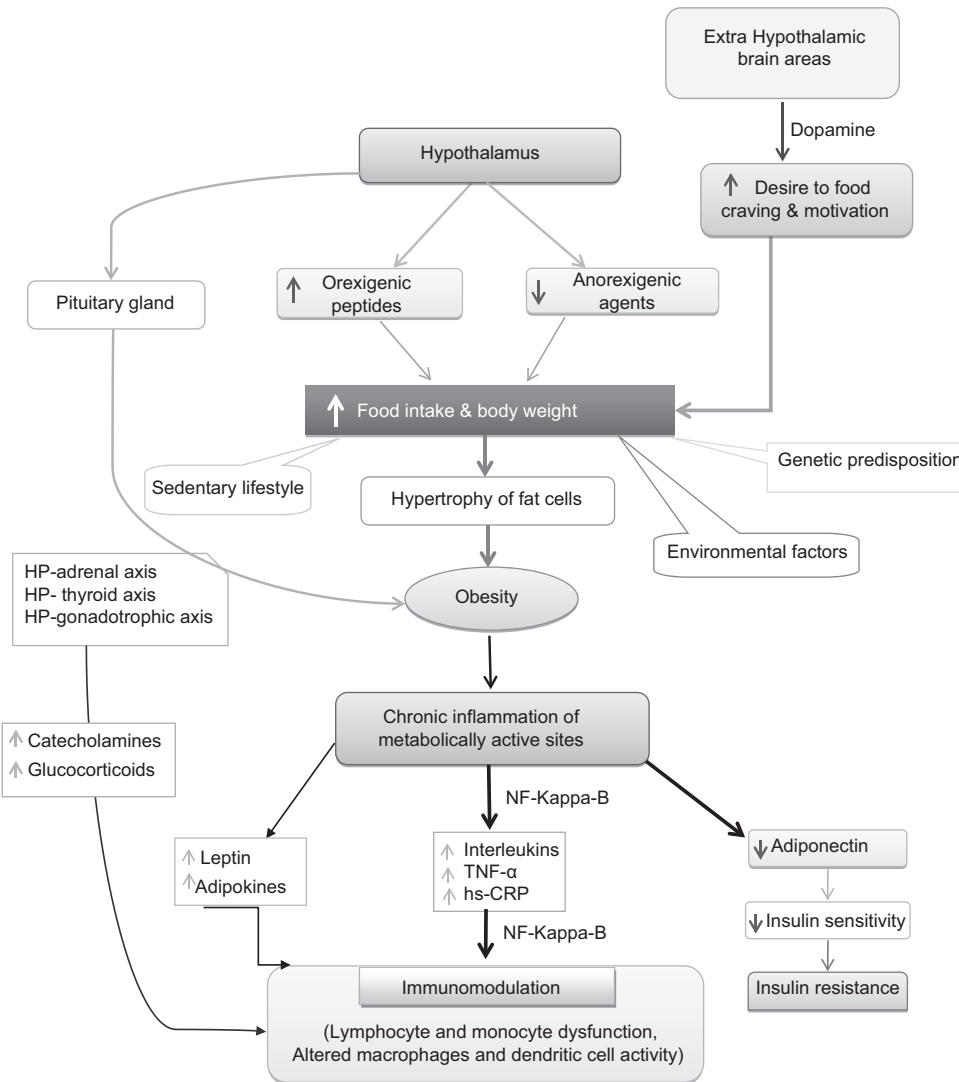 Extra Hypothalamic
brain areas
Dopamine
Hypothalamus
↑ Desire to food
craving & motivation
Pituitary gland
↑ Orexigenic
peptides
↓ Anorexigenic
agents
↑ Food intake & body weight
Sedentary lifestyle
Genetic predisposition
Hypertrophy of fat cells
Environmental factors
HP-adrenal axis
HP- thyroid axis
HP-gonadotrophic axis
Obesity
Chronic inflammation of
metabolically active sites
↑ Catecholamines
↑ Glucocorticoids
NF-Kappa-B
↑ Leptin
↑ Adipokines
↑ Interleukins
↑ TNF-α
↑ hs-CRP
↓ Adiponectin
NF-Kappa-B
↓ Insulin sensitivity
Insulin resistance
Immunomodulation
(Lymphocyte and monocyte dysfunction,
Altered macrophages and dendritic cell activity)